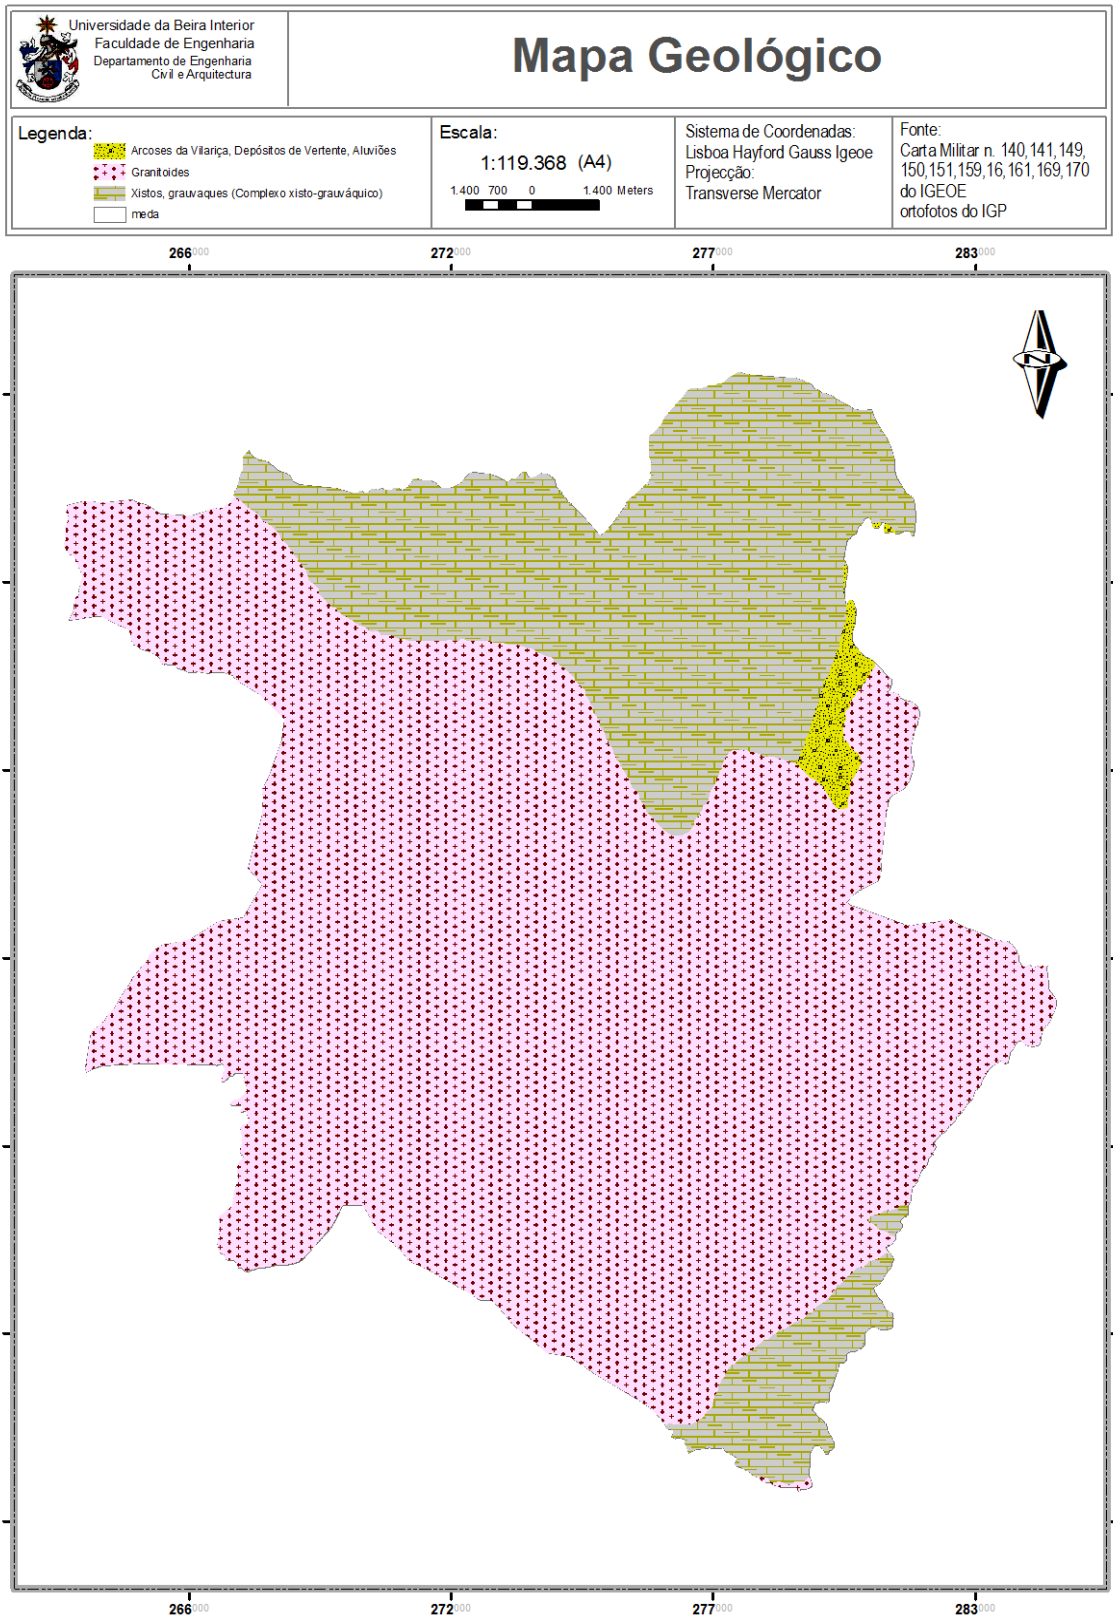 Universidade da Beira Interior
Faculdade de Engenharia
Departamento de Engenharia
Civil e Arquitectura
Mapa Geológico
Legenda:
Arcoses da Vilariça, Depósitos de Vertente, Aluviões
Granitoides
Xistos, grauvaques (Complexo xisto-grauváquico)
meda
Escala:
1:119.368 (A4)
1.400 700 0 1.400 Meters
Sistema de Coordenadas:
Lisboa Hayford Gauss Igeoe
Projecção:
Transverse Mercator
Fonte:
Carta Militar n. 140,141,149,
150,151,159,16,161,169,170
do IGEOE
ortofotos do IGP
266000 272000 277000 283000
N
266000 272000 277000 283000